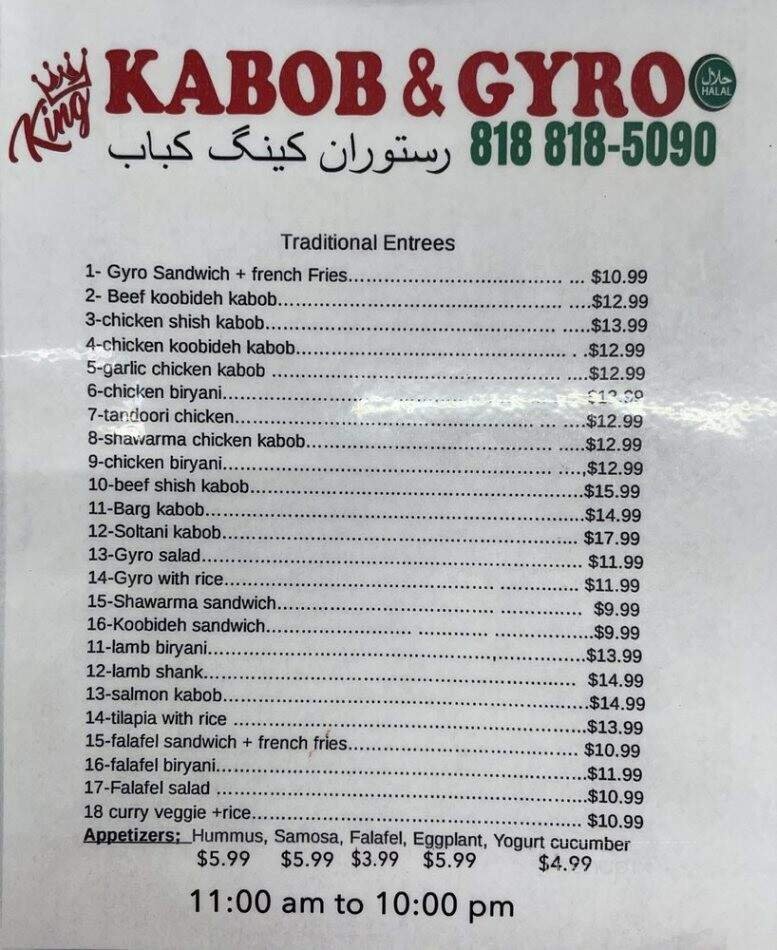 King KABOB & GYRO حلال HALAL
رستوران کینگ کباب 818 818-5090
Traditional Entrees
1- Gyro Sandwich + french Fries.......................................... ... $10.99
2- Beef koobideh kabob....................................................... .....$12.99
3-chicken shish kabob.......................................................... .....$13.99
4-chicken koobideh kabob..................................................... . .$12.99
5-garlic chicken kabob ......................................................... ....$12.99
6-chicken biryani..................................................................
7-tandoori chicken........................................................... ... ....$12.99
8-shawarma chicken kabob.................................................. .....$12.99
9-chicken biryani.................................................................. ....,$12.99
10-beef shish kabob.................................................................$15.99
11-Barg kabob..........................................................................$14.99
12-Soltani kabob..................................................................... $17.99
13-Gyro salad......................................................................... $11.99
14-Gyro with rice...................................................... ............... $11.99
15-Shawarma sandwich........................................... ............... $9.99
16-Koobideh sandwich............................ .............. ...................$9.99
11-lamb biryani..........................................................,.................$13.99
12-lamb shank........................................................................ $14.99
13-salmon kabob......................................................................$14.99
14-tilapia with rice ....................................................................$13.99
15-falafel sandwich + french fries............................................. $10.99
16-falafel biryani.......................................................................$11.99
17-Falafel salad .......................................................................$10.99
18 curry veggie +rice................................................................ $10.99
Appetizers; Hummus, Samosa, Falafel, Eggplant, Yogurt cucumber
$5.99 $5.99 $3.99 $5.99 $4.99
11:00 am to 10:00 pm